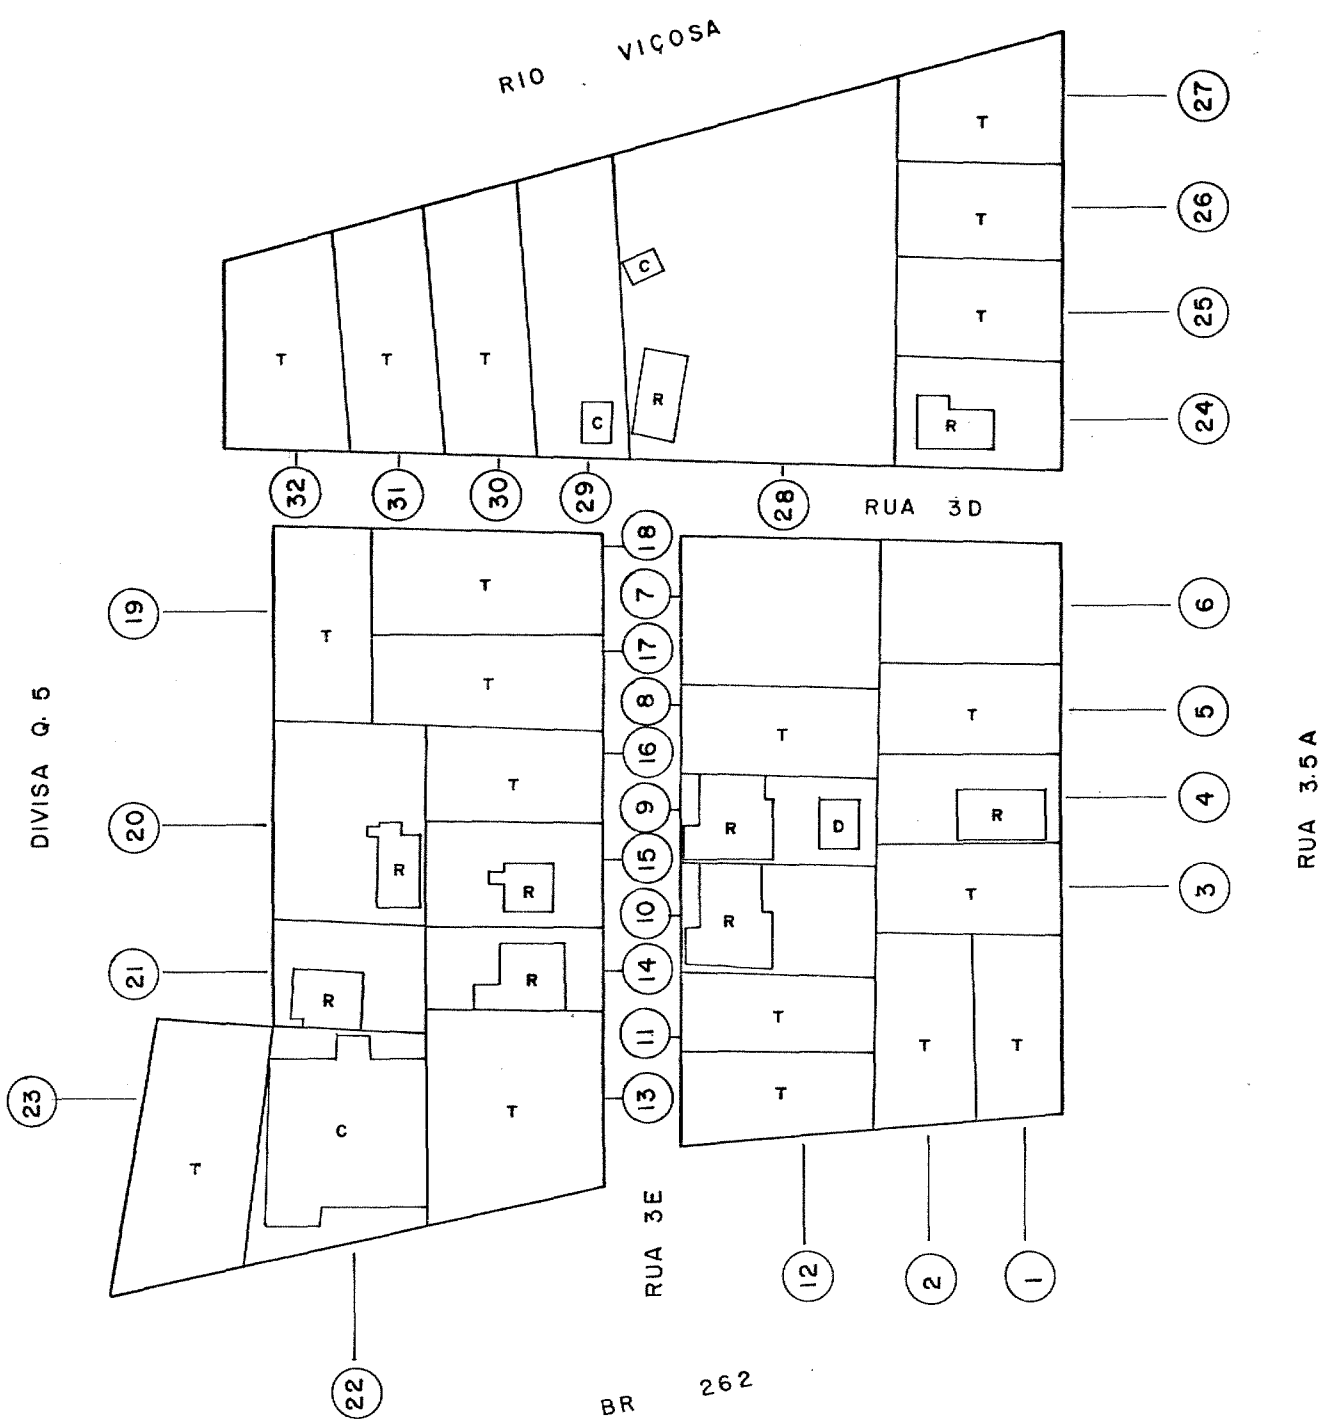 RIO VIÇOSA
27
T
26
T
25
T
C
24
T
T
T
R
C
R
32
31
30
29
28
RUA 3D
18
19
T
T
7
6
17
T
8
T
T
5
DIVISA Q. 5
16
T
RUA 3.5A
20
9
R
D
R
4
R
R
15
T
3
10
R
21
R
R
14
T
T
T
11
23
C
T
T
13
T
RUA 3E
12
2
1
22
BR 262